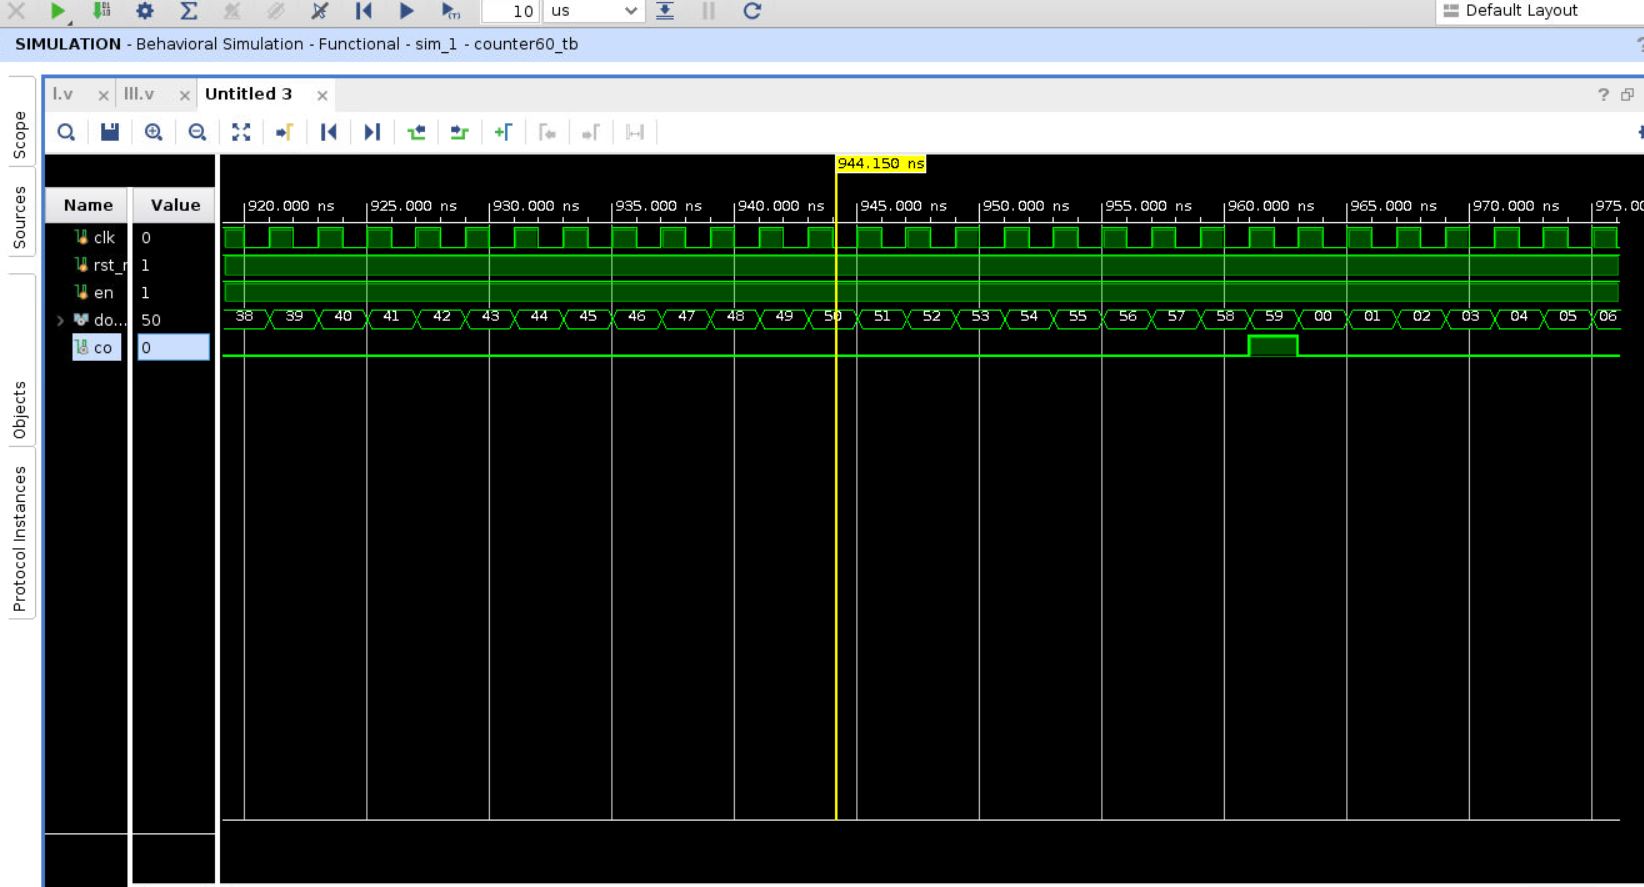 10 us Default Layout
SIMULATION - Behavioral Simulation - Functional - sim_1 - counter60_tb ?
Scope
Sources
Objects
Protocol Instances
I.v × III.v × Untitled 3 × ?
944.150 ns
Name Value
920.000 ns 925.000 ns 930.000 ns 935.000 ns 940.000 ns 945.000 ns 950.000 ns 955.000 ns 960.000 ns 965.000 ns 970.000 ns 975.00
clk 0
rst_r 1
en 1
do... 50 38 39 40 41 42 43 44 45 46 47 48 49 50 51 52 53 54 55 56 57 58 59 00 01 02 03 04 05 06
co 0